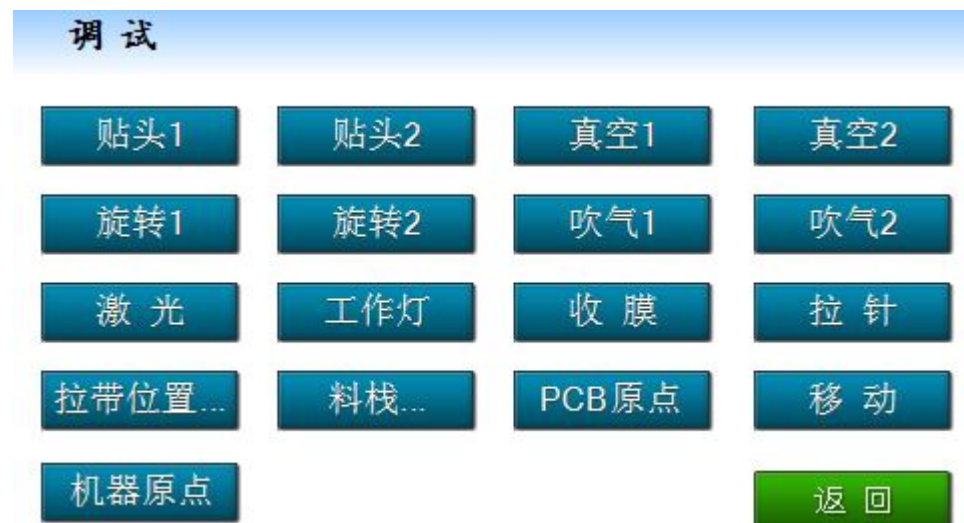 调 试
贴头1 贴头2 真空1 真空2
旋转1 旋转2 吹气1 吹气2
激 光 工作灯 收 膜 拉 针
拉带位置... 料栈... PCB原点 移 动
机器原点 返 回